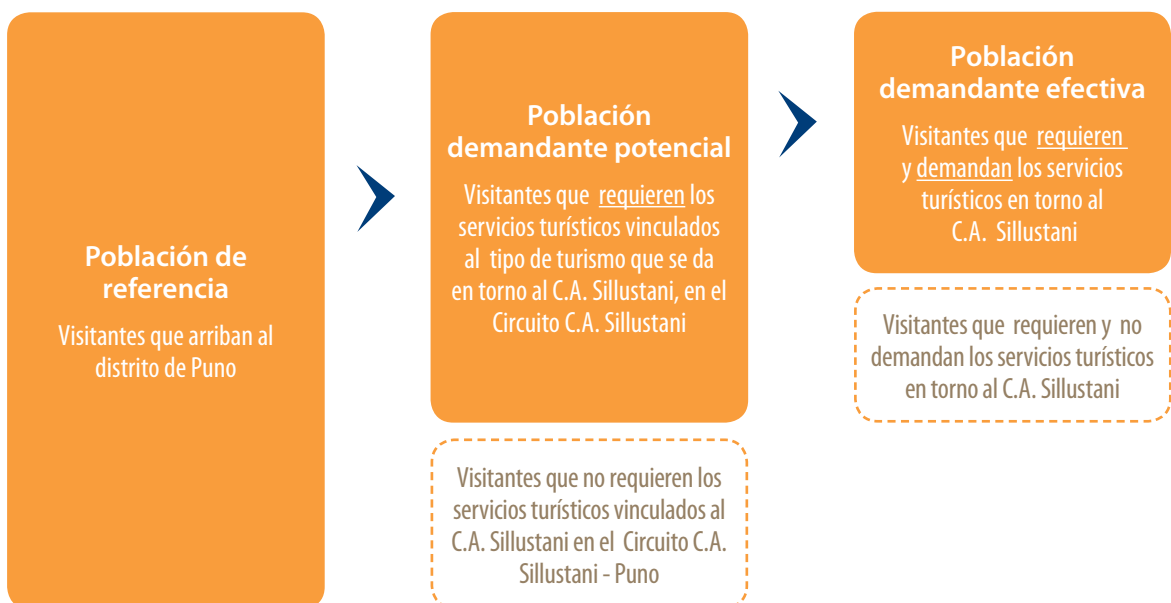 Población de
referencia
Visitantes que arriban al
distrito de Puno
Población
demandante potencial
Visitantes que requieren los
servicios turísticos vinculados
al tipo de turismo que se da
en torno al C.A. Sillustani, en el
Circuito C.A. Sillustani
Visitantes que no requieren los
servicios turísticos vinculados al
C.A. Sillustani en el Circuito C.A.
Sillustani - Puno
Población
demandante efectiva
Visitantes que requieren
y demandan los servicios
turísticos en torno al
C.A. Sillustani
Visitantes que requieren y no
demandan los servicios turísticos
en torno al C.A. Sillustani